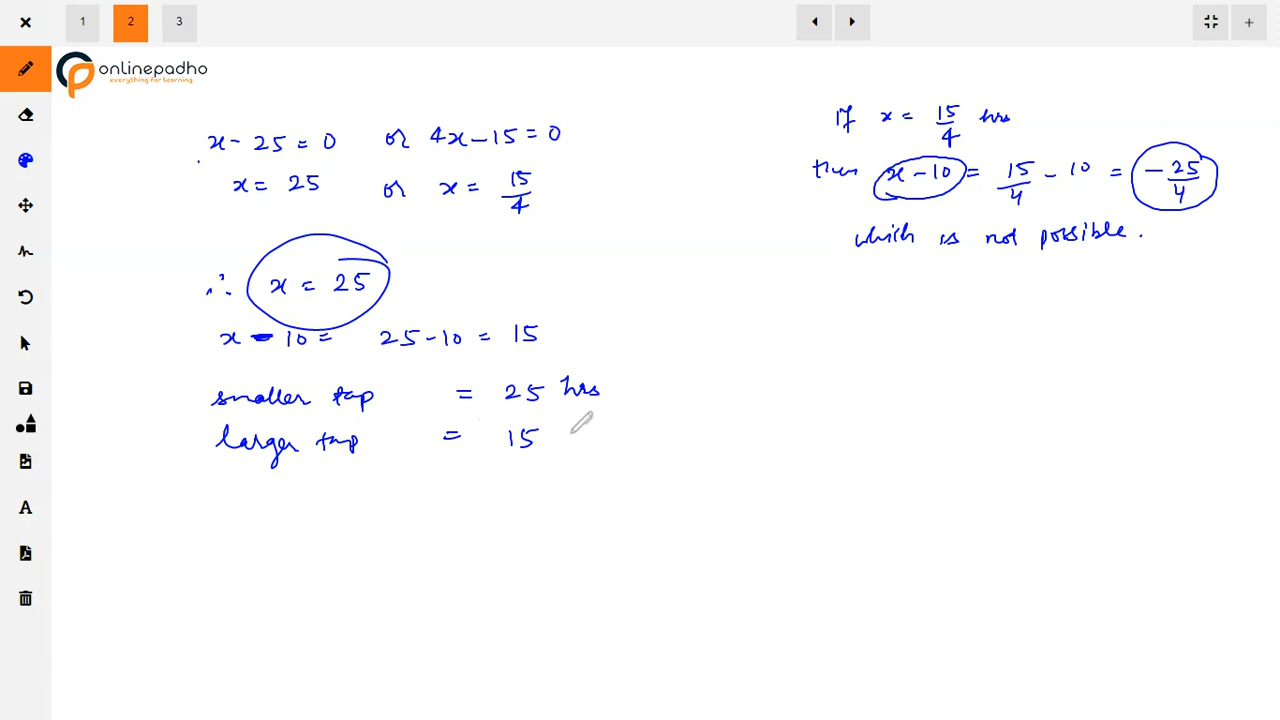 1 2 3
onlinepadho
everything for learning
x - 25 = 0 or 4x - 15 = 0
x = 25 or x = 15/4
∴ x = 25
x - 10 = 25 - 10 = 15
smaller tap = 25 hrs
larger tap = 15
If x = 15/4 hrs
then x - 10 = 15/4 - 10 = -25/4
which is not possible.
A